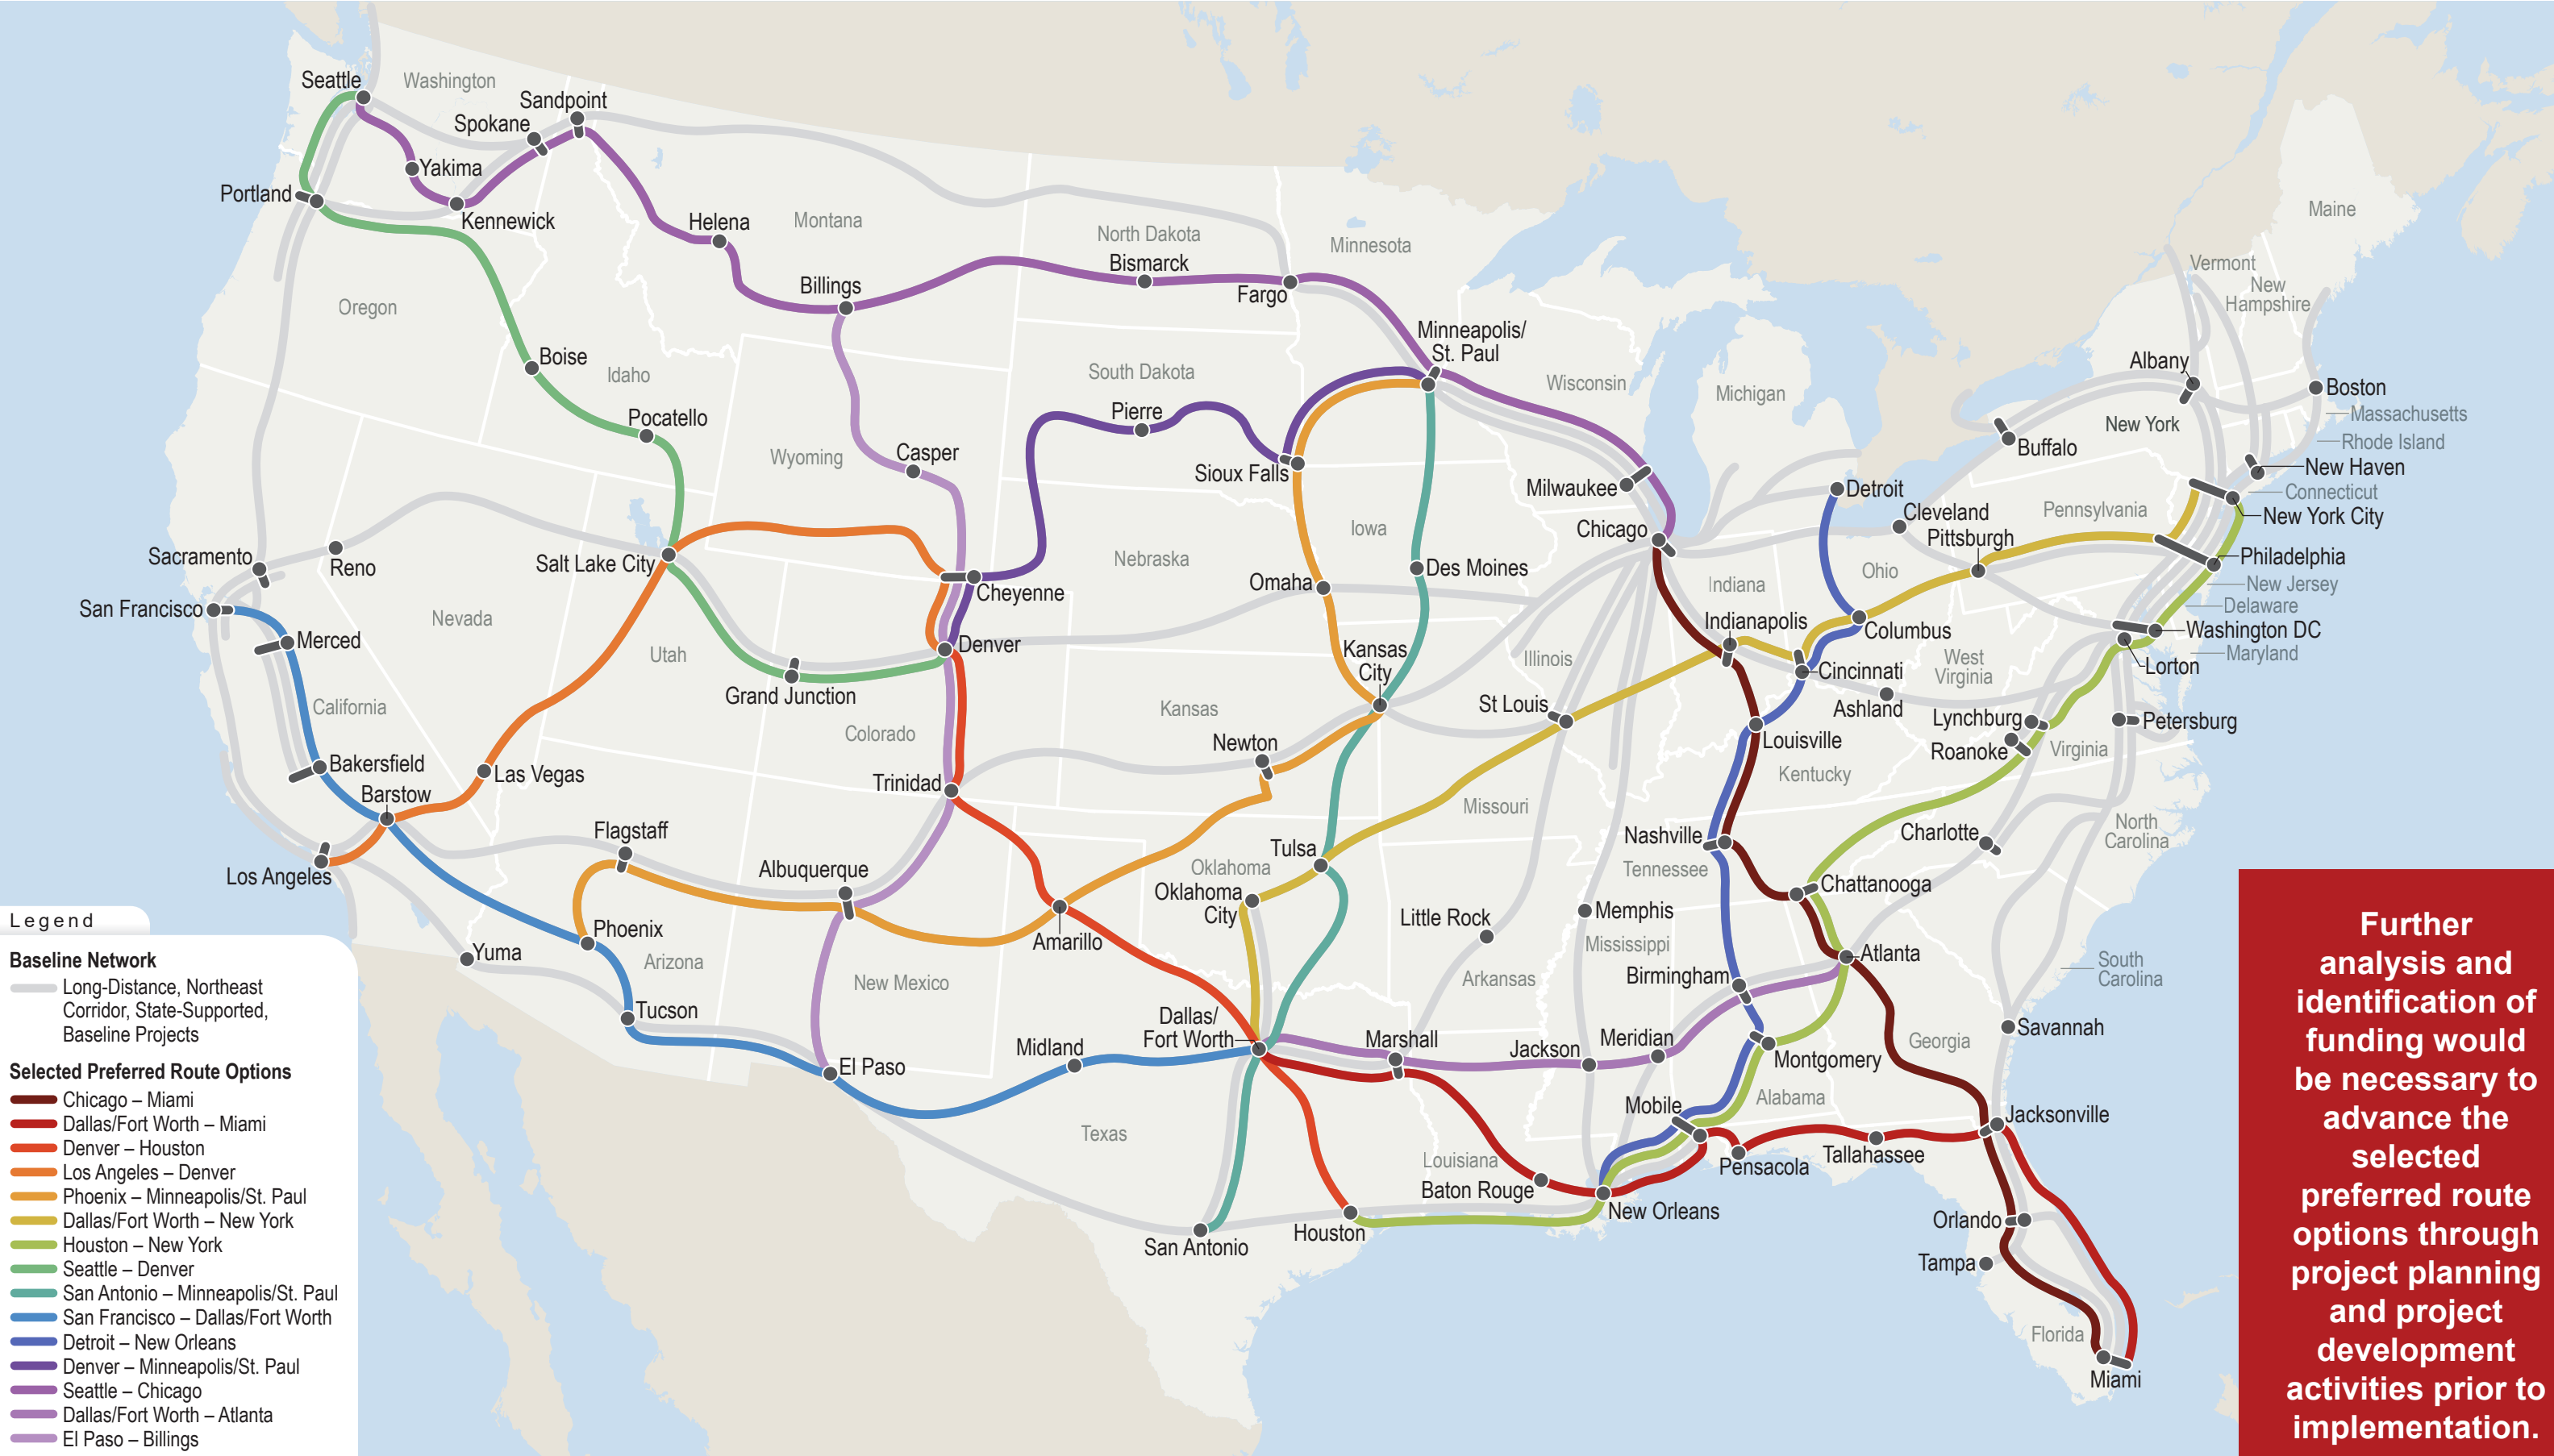 Seattle
Washington
Sandpoint
Spokane
Yakima
Portland
Kennewick
Helena
Montana
North Dakota
Bismarck
Minnesota
Maine
Billings
Fargo
Oregon
Vermont
New
Hampshire
Boise
Idaho
Minneapolis/
St. Paul
South Dakota
Wisconsin
Michigan
Albany
Boston
Massachusetts
Pocatello
Pierre
New York
Rhode Island
Buffalo
Wyoming
Casper
Sioux Falls
New Haven
Milwaukee
Detroit
Connecticut
Pennsylvania
New York City
Cleveland
Pittsburgh
Chicago
Iowa
Sacramento
Reno
Salt Lake City
Nebraska
Des Moines
Philadelphia
Omaha
Indiana
Ohio
New Jersey
Delaware
Cheyenne
San Francisco
Nevada
Merced
Indianapolis
Columbus
Washington DC
Maryland
Denver
Utah
Kansas
City
Illinois
Cincinnati
West
Virginia
Lorton
Grand Junction
California
Colorado
Kansas
St Louis
Ashland
Lynchburg
Petersburg
Roanoke
Virginia
Louisville
Newton
Bakersfield
Las Vegas
Barstow
Trinidad
Kentucky
Missouri
Flagstaff
Nashville
Charlotte
North
Carolina
Los Angeles
Albuquerque
Oklahoma
Tulsa
Tennessee
Oklahoma
City
Chattanooga
Little Rock
Memphis
Phoenix
Amarillo
Mississippi
Yuma
Arizona
Atlanta
South
Carolina
New Mexico
Arkansas
Birmingham
Tucson
Dallas/
Fort Worth
Midland
Marshall
Jackson
Meridian
Savannah
Georgia
El Paso
Montgomery
Alabama
Mobile
Jacksonville
Texas
Louisiana
Pensacola
Tallahassee
Baton Rouge
New Orleans
Houston
San Antonio
Orlando
Tampa
Florida
Miami
Legend
Baseline Network
Long-Distance, Northeast
Corridor, State-Supported,
Baseline Projects
Selected Preferred Route Options
Chicago – Miami
Dallas/Fort Worth – Miami
Denver – Houston
Los Angeles – Denver
Phoenix – Minneapolis/St. Paul
Dallas/Fort Worth – New York
Houston – New York
Seattle – Denver
San Antonio – Minneapolis/St. Paul
San Francisco – Dallas/Fort Worth
Detroit – New Orleans
Denver – Minneapolis/St. Paul
Seattle – Chicago
Dallas/Fort Worth – Atlanta
El Paso – Billings
Further
analysis and
identification of
funding would
be necessary to
advance the
selected
preferred route
options through
project planning
and project
development
activities prior to
implementation.